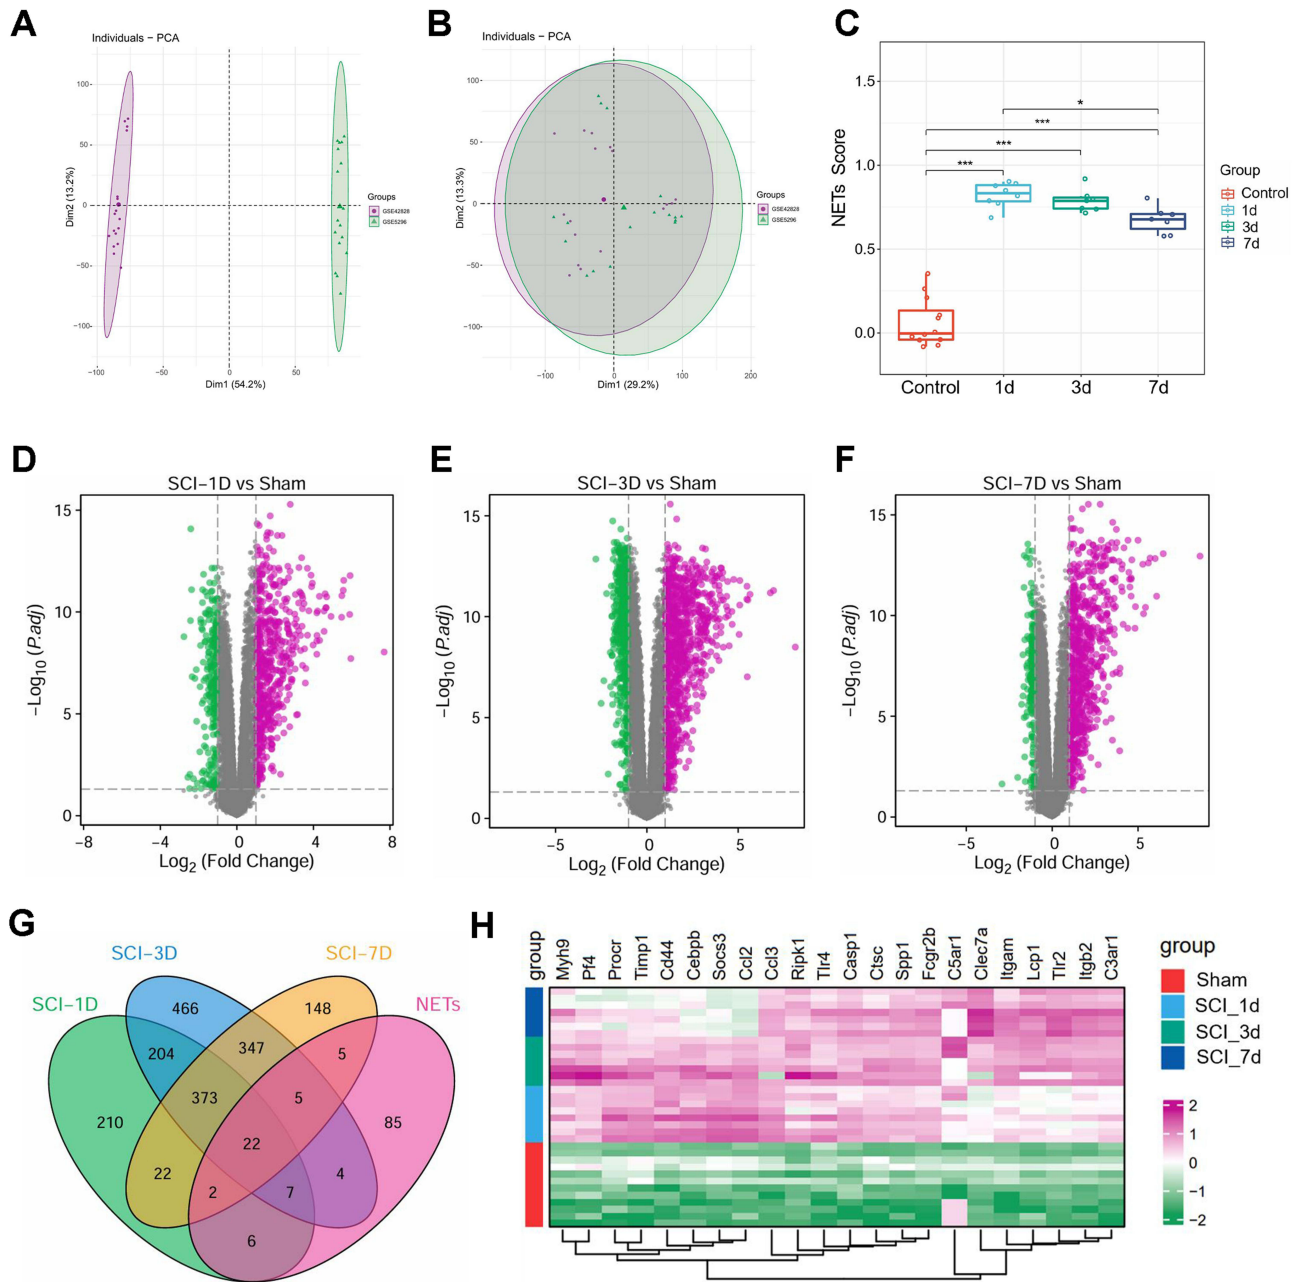 A
Individuals – PCA
100
50
0
−50
−100
−100
−50
0
50
Dim2 (13.2%)
Dim1 (54.2%)
Groups
GSE42828
GSE5296
B
Individuals – PCA
100
50
0
−50
−100
−100
0
100
200
Dim2 (13.3%)
Dim1 (29.2%)
Groups
GSE42828
GSE5296
C
1.5
1.0
0.5
0.0
NETs Score
*
***
***
***
Control
1d
3d
7d
Group
Control
1d
3d
7d
D
SCI−1D vs Sham
15
10
5
0
−8
−4
0
4
8
−Log10 (P.adj)
Log2 (Fold Change)
E
SCI−3D vs Sham
15
10
5
0
−5
0
5
−Log10 (P.adj)
Log2 (Fold Change)
F
SCI−7D vs Sham
15
10
5
0
−5
0
5
−Log10 (P.adj)
Log2 (Fold Change)
G
SCI-3D
SCI-7D
SCI-1D
NETs
466
148
204
347
5
373
5
210
22
85
22
2
7
4
6
H
group
Myh9
Pf4
Procr
Timp1
Cd44
Cebpb
Socs3
Ccl2
Ccl3
Ripk1
Tlr4
Casp1
Ctsc
Spp1
Fcgr2b
C5ar1
Clec7a
Itgam
Lcp1
Tlr2
Itgb2
C3ar1
group
Sham
SCI_1d
SCI_3d
SCI_7d
2
1
0
−1
−2